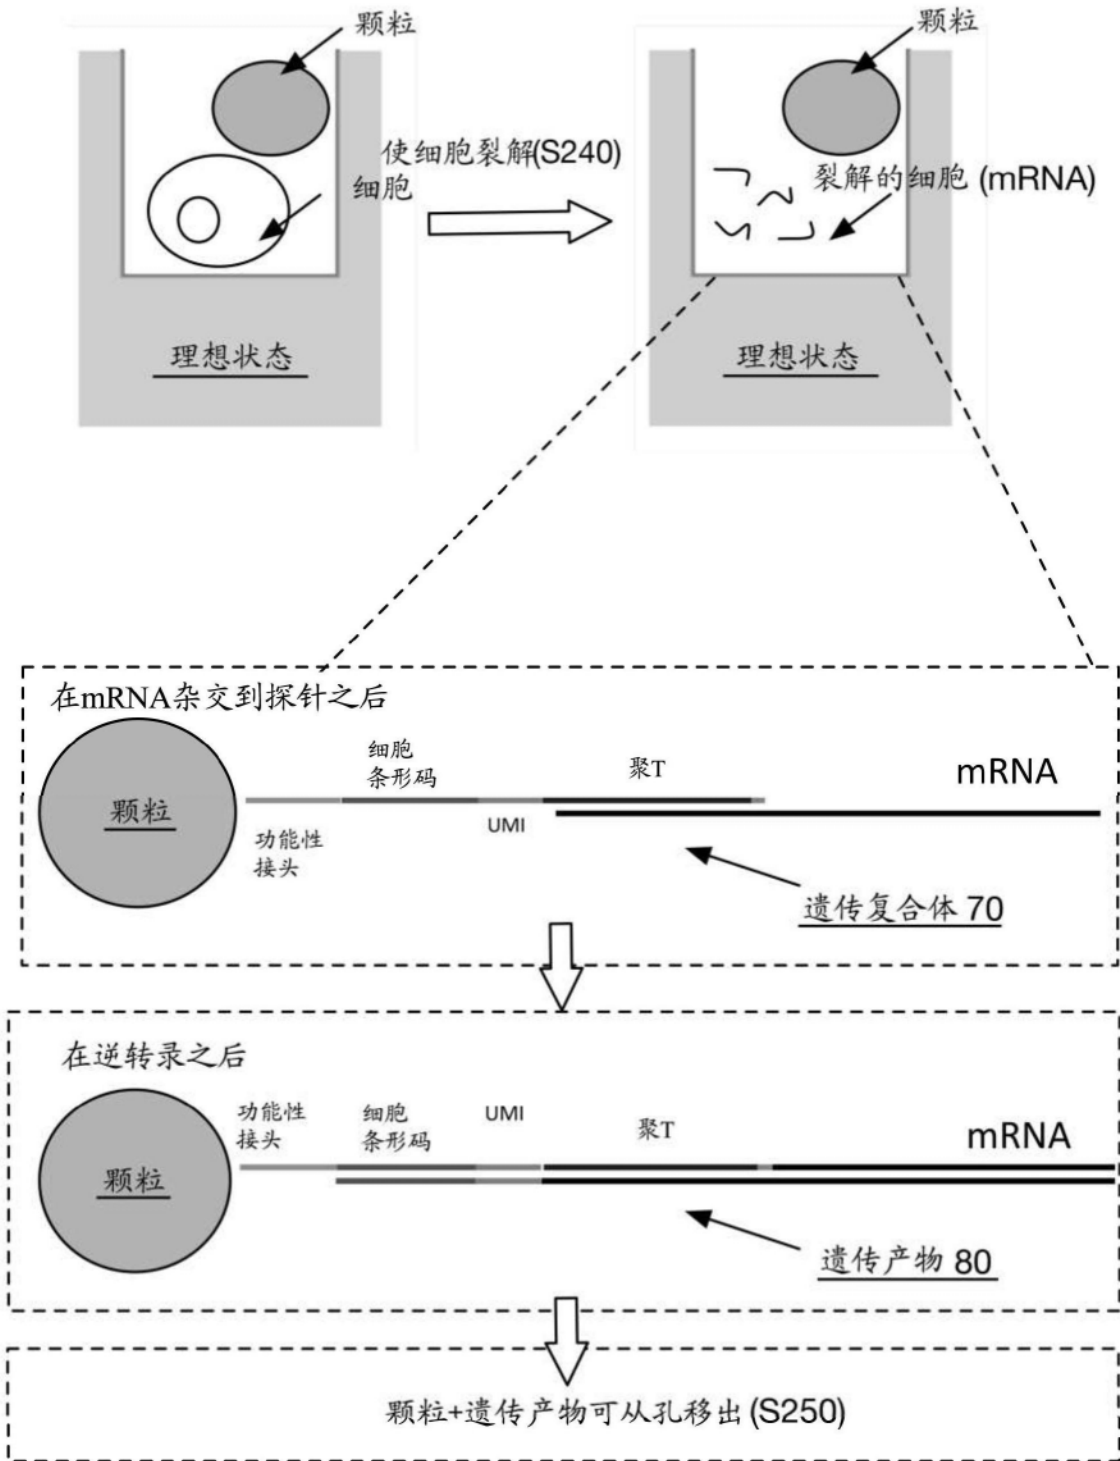 颗粒
颗粒
使细胞裂解(S240)
细胞
裂解的细胞 (mRNA)
理想状态
理想状态
在mRNA杂交到探针之后
细胞
条形码
聚T
mRNA
颗粒
UMI
功能性
接头
遗传复合体 70
在逆转录之后
功能性
接头
细胞
条形码
UMI
聚T
mRNA
颗粒
遗传产物 80
颗粒+遗传产物可从孔移出 (S250)